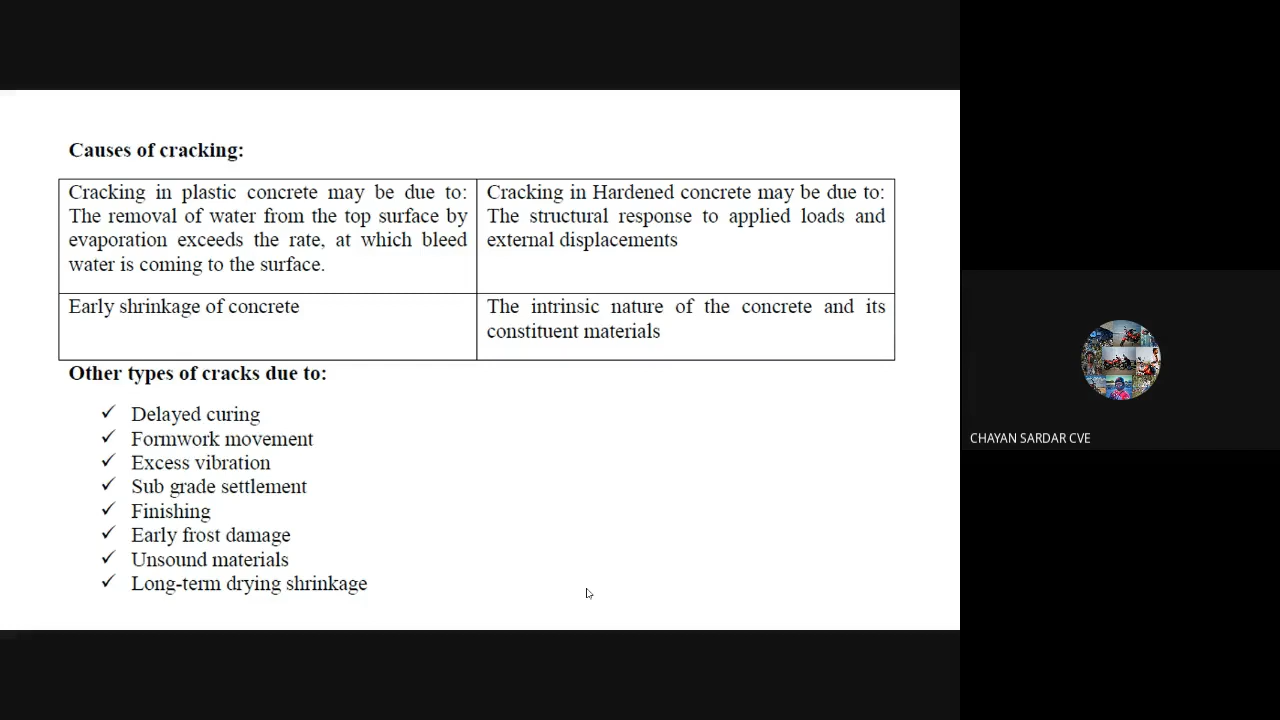 Causes of cracking:
Cracking in plastic concrete may be due to:
The removal of water from the top surface by
evaporation exceeds the rate, at which bleed
water is coming to the surface.
Cracking in Hardened concrete may be due to:
The structural response to applied loads and
external displacements
Early shrinkage of concrete
The intrinsic nature of the concrete and its
constituent materials
Other types of cracks due to:
✓ Delayed curing
✓ Formwork movement
✓ Excess vibration
✓ Sub grade settlement
✓ Finishing
✓ Early frost damage
✓ Unsound materials
✓ Long-term drying shrinkage
CHAYAN SARDAR CVE